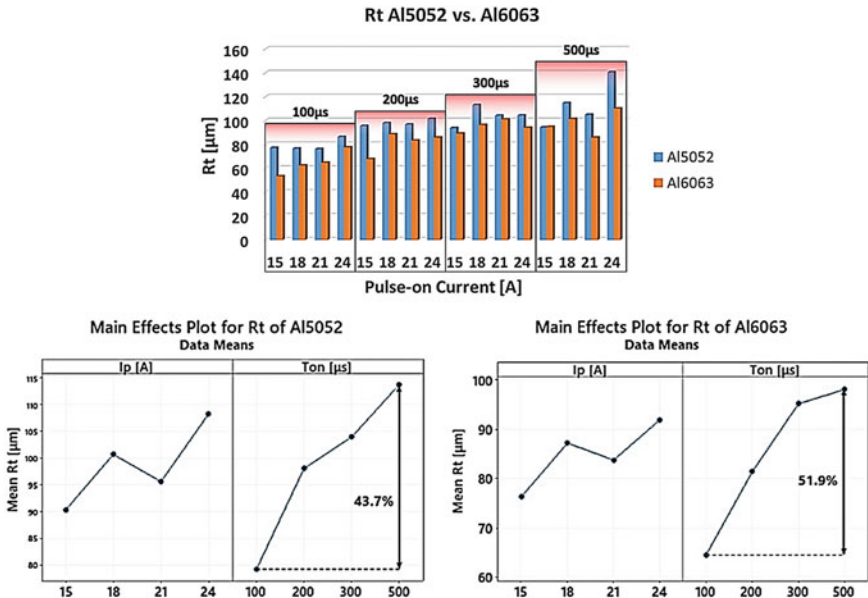 Rt Al5052 vs. Al6063
160
140
120
100
80
60
40
20
0
Rt [µm]
100µs
200µs
300µs
500µs
Al5052
Al6063
15 18 21 24 15 18 21 24 15 18 21 24 15 18 21 24
Pulse-on Current [A]
Main Effects Plot for Rt of Al5052
Data Means
Ip [A] Ton [µs]
Mean Rt [µm]
115
110
105
100
95
90
85
80
43.7%
15 18 21 24 100 200 300 500
Main Effects Plot for Rt of Al6063
Data Means
Ip [A] Ton [µs]
Mean Rt [µm]
100
90
80
70
60
51.9%
15 18 21 24 100 200 300 500